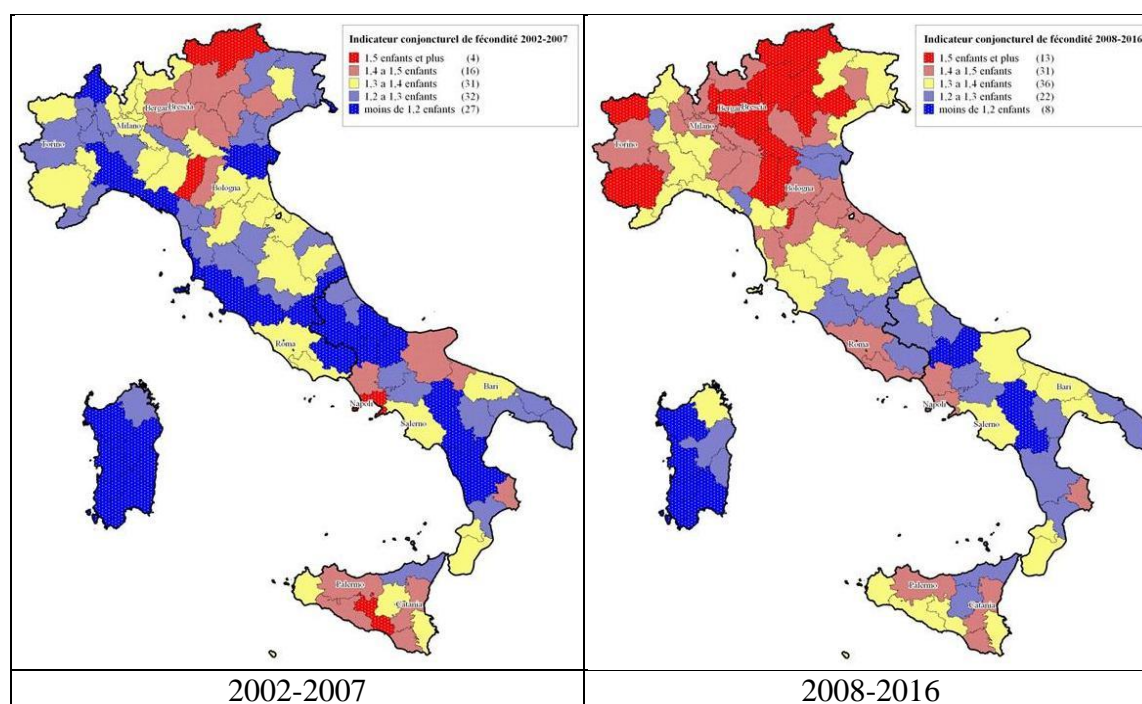 Indicateur conjoncturel de fécondité 2002-2007
1,5 enfants et plus (4)
1,4 a 1,5 enfants (16)
1,3 a 1,4 enfants (31)
1,2 a 1,3 enfants (32)
moins de 1,2 enfants (27)
Bergamo Brescia
Milano
Torino
Bologna
Roma
Napoli
Bari
Salerno
Palermo
Catania
Indicateur conjoncturel de fécondité 2008-2016
1,5 enfants et plus (13)
1,4 a 1,5 enfants (31)
1,3 a 1,4 enfants (36)
1,2 a 1,3 enfants (22)
moins de 1,2 enfants (8)
Bergamo Brescia
Milano
Torino
Bologna
Roma
Napoli
Bari
Salerno
Palermo
Catania
2002-2007
2008-2016